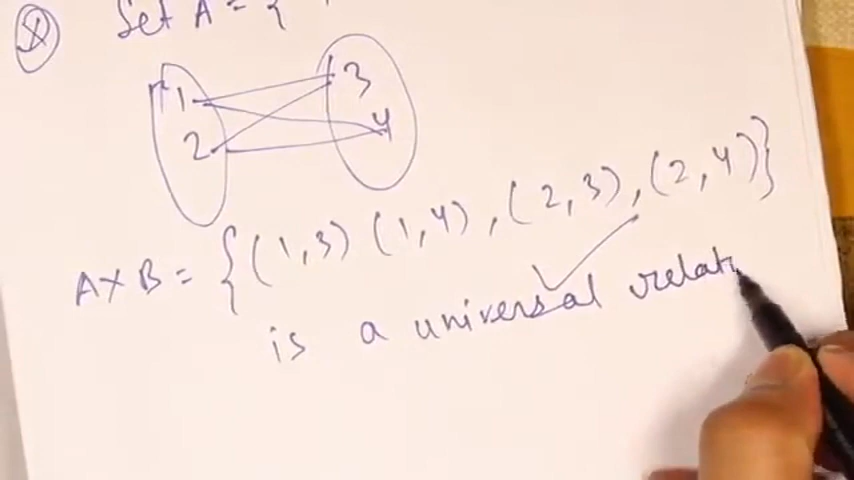 Set A = {
1 3
2 4
A × B = {(1,3) (1,4), (2,3), (2,4)}
is a universal relat